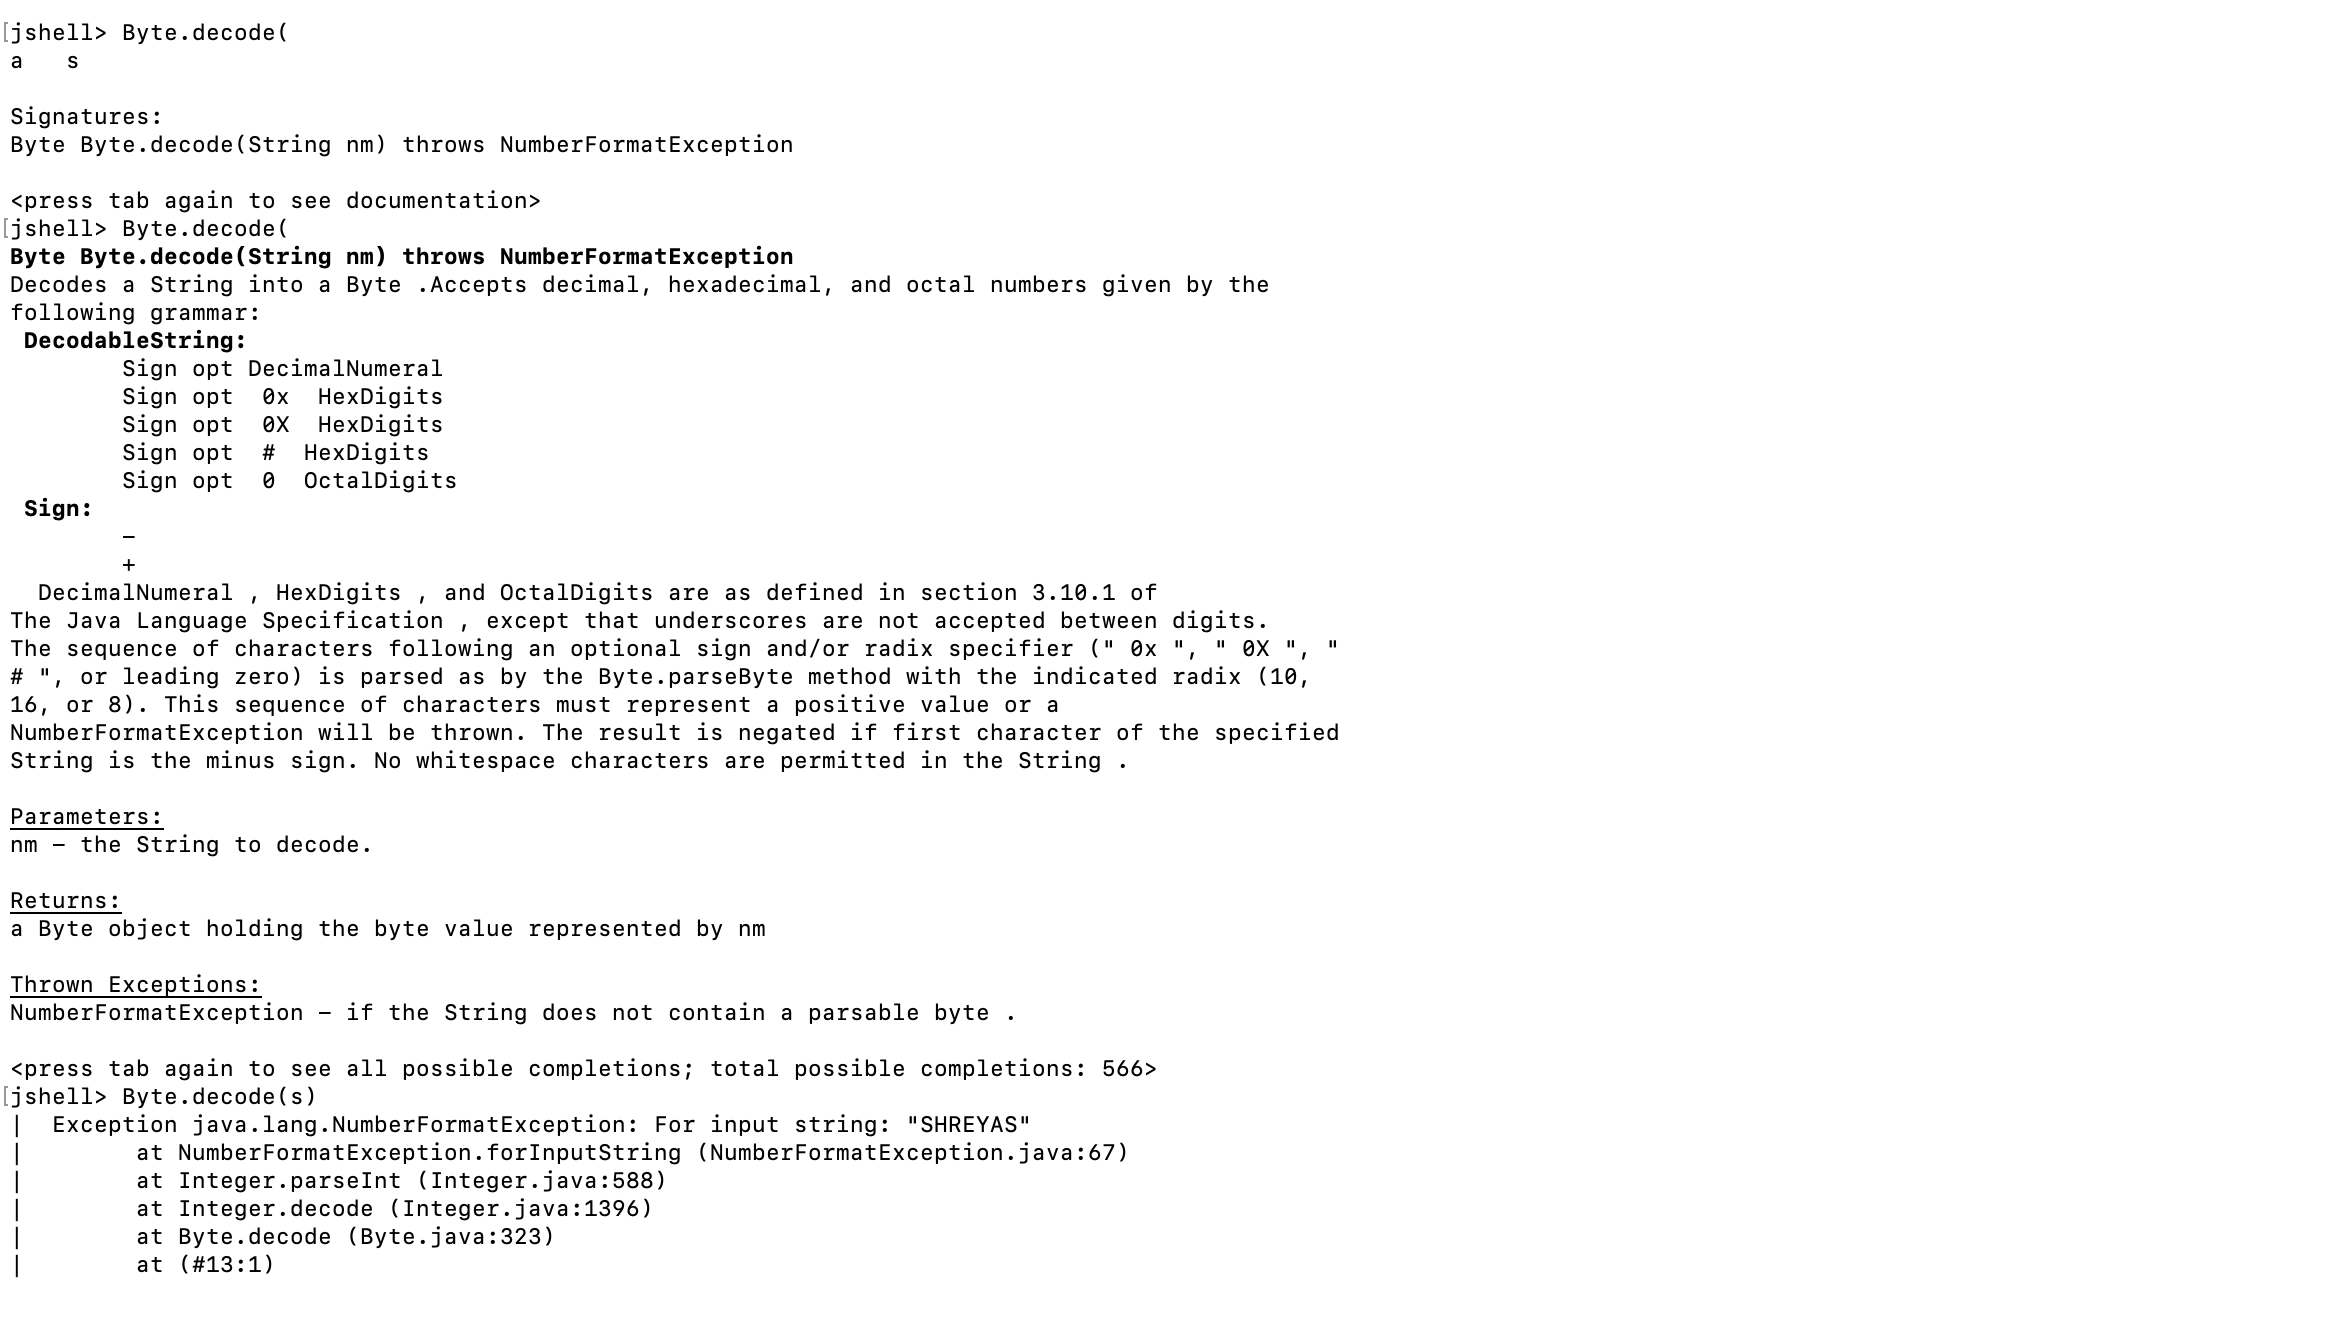 [jshell> Byte.decode(
a   s

Signatures:
Byte Byte.decode(String nm) throws NumberFormatException

<press tab again to see documentation>
[jshell> Byte.decode(
Byte Byte.decode(String nm) throws NumberFormatException
Decodes a String into a Byte .Accepts decimal, hexadecimal, and octal numbers given by the
following grammar:
 DecodableString:
        Sign opt DecimalNumeral
        Sign opt  0x  HexDigits
        Sign opt  0X  HexDigits
        Sign opt  #  HexDigits
        Sign opt  0  OctalDigits
 Sign:
        -
        +
  DecimalNumeral , HexDigits , and OctalDigits are as defined in section 3.10.1 of
The Java Language Specification , except that underscores are not accepted between digits.
The sequence of characters following an optional sign and/or radix specifier (" 0x ", " 0X ", "
# ", or leading zero) is parsed as by the Byte.parseByte method with the indicated radix (10,
16, or 8). This sequence of characters must represent a positive value or a
NumberFormatException will be thrown. The result is negated if first character of the specified
String is the minus sign. No whitespace characters are permitted in the String .

Parameters:
nm - the String to decode.

Returns:
a Byte object holding the byte value represented by nm

Thrown Exceptions:
NumberFormatException - if the String does not contain a parsable byte .

<press tab again to see all possible completions; total possible completions: 566>
[jshell> Byte.decode(s)
|  Exception java.lang.NumberFormatException: For input string: "SHREYAS"
|        at NumberFormatException.forInputString (NumberFormatException.java:67)
|        at Integer.parseInt (Integer.java:588)
|        at Integer.decode (Integer.java:1396)
|        at Byte.decode (Byte.java:323)
|        at (#13:1)